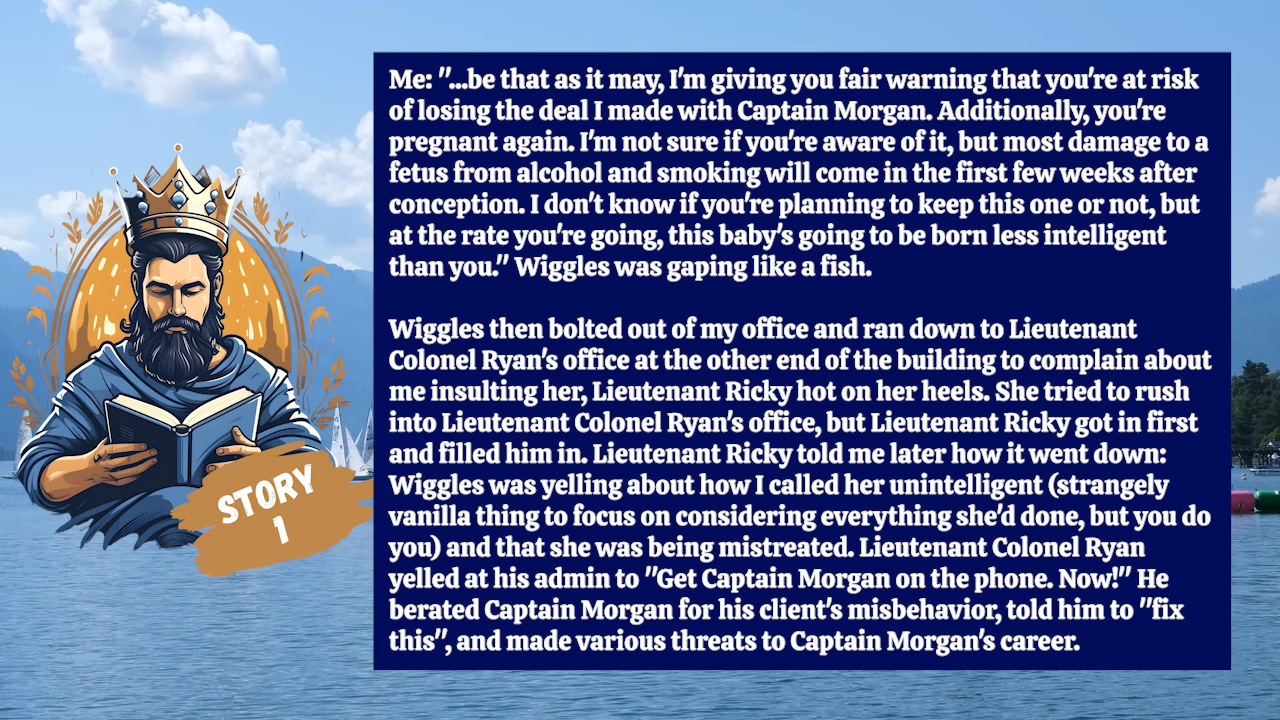 Me: "...be that as it may, I'm giving you fair warning that you're at risk
of losing the deal I made with Captain Morgan. Additionally, you're
pregnant again. I'm not sure if you're aware of it, but most damage to a
fetus from alcohol and smoking will come in the first few weeks after
conception. I don't know if you're planning to keep this one or not, but
at the rate you're going, this baby's going to be born less intelligent
than you." Wiggles was gaping like a fish.
Wiggles then bolted out of my office and ran down to Lieutenant
Colonel Ryan's office at the other end of the building to complain about
me insulting her, Lieutenant Ricky hot on her heels. She tried to rush
into Lieutenant Colonel Ryan's office, but Lieutenant Ricky got in first
and filled him in. Lieutenant Ricky told me later how it went down:
Wiggles was yelling about how I called her unintelligent (strangely
vanilla thing to focus on considering everything she'd done, but you do
you) and that she was being mistreated. Lieutenant Colonel Ryan
yelled at his admin to "Get Captain Morgan on the phone. Now!" He
berated Captain Morgan for his client's misbehavior, told him to "fix
this", and made various threats to Captain Morgan's career.
STORY
1